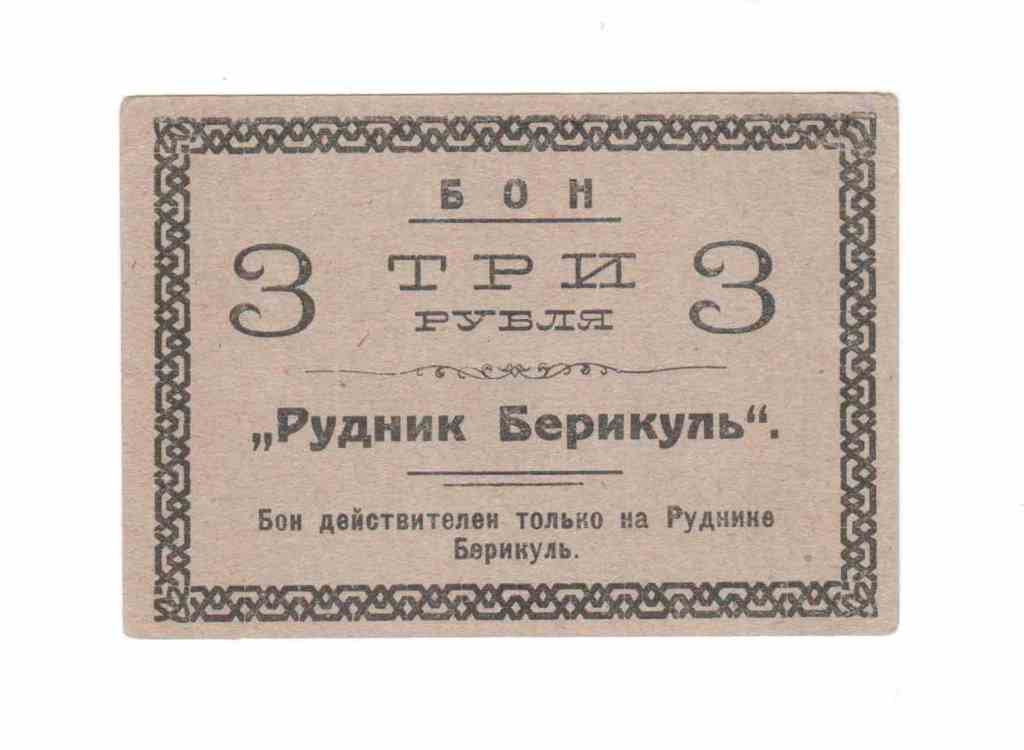 БОН
3 ТРИ 3
РУБЛЯ
„Рудник Берикуль“.
Бон действителен только на Руднике
Берикуль.